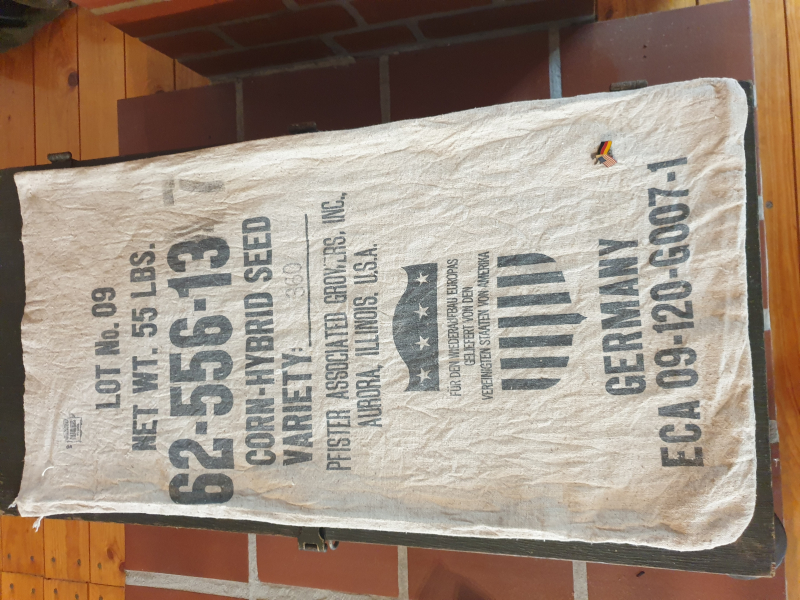 LOT No. 09
NET WT. 55 LBS.
62-556-13
CORN-HYBRID SEED
VARIETY: 360
PFISTER ASSOCIATED GROWERS, INC.,
AURORA, ILLINOIS, U.S.A.
FÜR DEN WIEDERAUFBAU EUROPAS
GELIEFERT VON DEN
VEREINIGTEN STAATEN VON AMERIKA
GERMANY
ECA 09-120-G007-1